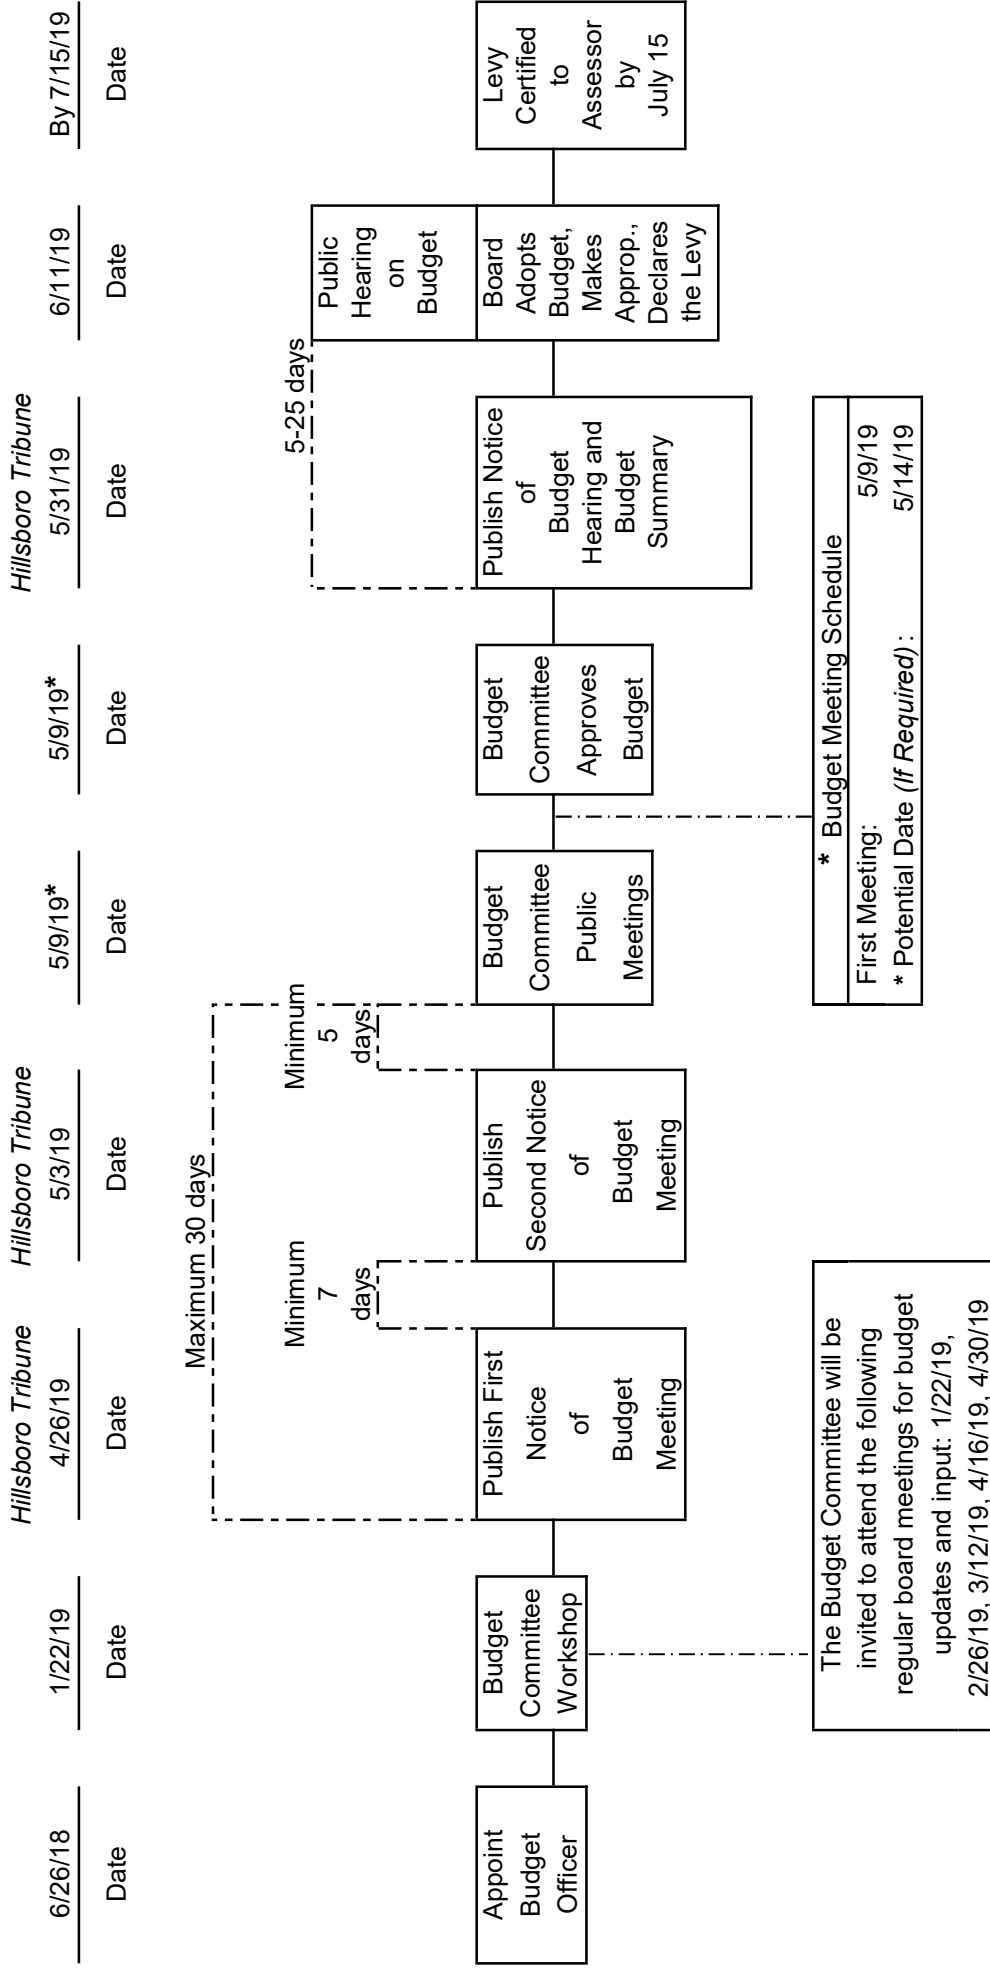 Hillsboro Tribune
Hillsboro Tribune
Hillsboro Tribune
6/26/18
1/22/19
4/26/19
5/3/19
5/9/19*
5/9/19*
5/31/19
6/11/19
By 7/15/19
Date
Date
Date
Date
Date
Date
Date
Date
Date
Maximum 30 days
Minimum
7
days
Minimum
5
days
5-25 days
Appoint
Budget
Officer
Budget
Committee
Workshop
Publish First
Notice
of
Budget
Meeting
Publish
Second Notice
of
Budget
Meeting
Budget
Committee
Public
Meetings
Budget
Committee
Approves
Budget
Publish Notice
of
Budget
Hearing and
Budget
Summary
Public
Hearing
on
Budget
Board
Adopts
Budget,
Makes
Approp.,
Declares
the Levy
Levy
Certified
to
Assessor
by
July 15
The Budget Committee will be
invited to attend the following
regular board meetings for budget
updates and input: 1/22/19,
2/26/19, 3/12/19, 4/16/19, 4/30/19
* Budget Meeting Schedule
First Meeting: 5/9/19
* Potential Date (If Required) : 5/14/19